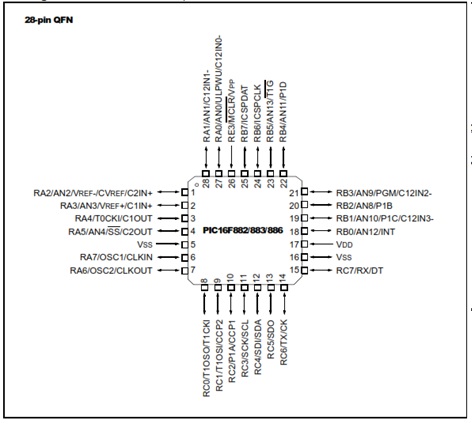 28-pin QFN
RA1/AN1/C12IN1-
RA0/AN0/ULPWU/C12IN0-
RE3/MCLR/VPP
RB7/ICSPDAT
RB6/ICSPCLK
RB5/AN13/T1G
RB4/AN11/P1D
28 27 26 25 24 23 22
RA2/AN2/VREF-/CVREF/C2IN+ 1
RA3/AN3/VREF+/C1IN+ 2
RA4/T0CKI/C1OUT 3
RA5/AN4/SS/C2OUT 4
VSS 5
RA7/OSC1/CLKIN 6
RA6/OSC2/CLKOUT 7
PIC16F882/883/886
21 RB3/AN9/PGM/C12IN2-
20 RB2/AN8/P1B
19 RB1/AN10/P1C/C12IN3-
18 RB0/AN12/INT
17 VDD
16 VSS
15 RC7/RX/DT
8 9 10 11 12 13 14
RC0/T1OSO/T1CKI
RC1/T1OSI/CCP2
RC2/P1A/CCP1
RC3/SCK/SCL
RC4/SDI/SDA
RC5/SDO
RC6/TX/CK